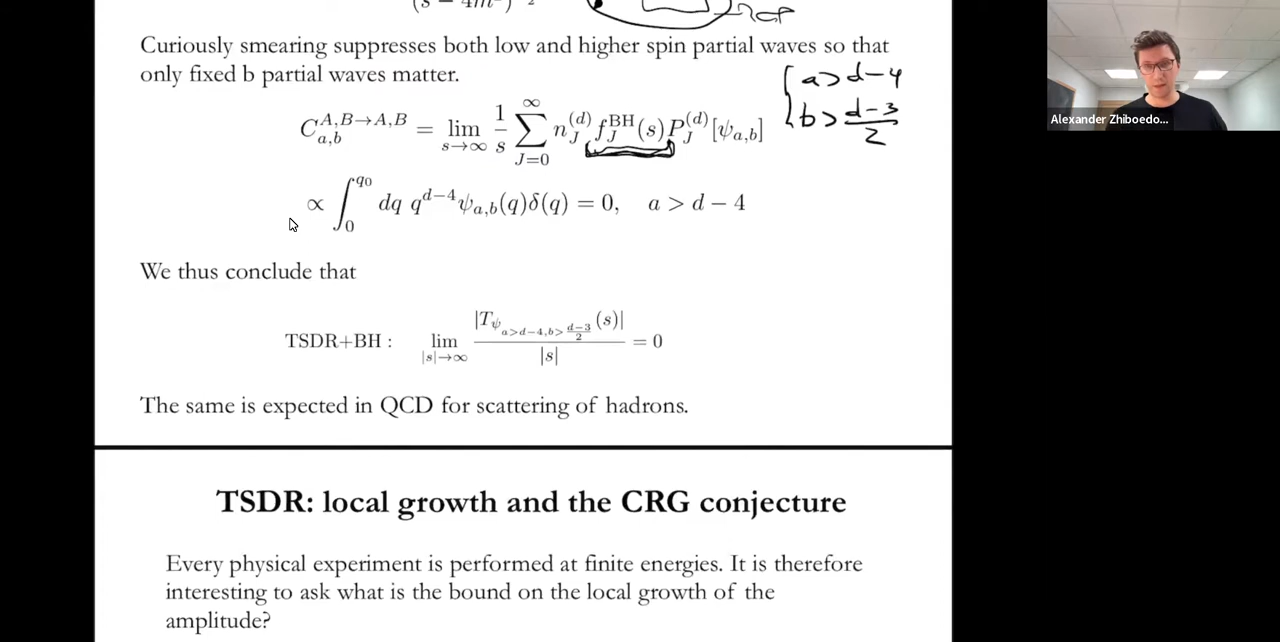 (s − 4m²) 2
Curiously smearing suppresses both low and higher spin partial waves so that
only fixed b partial waves matter.
C_{a,b}^{A,B→A,B} = lim_{s→∞} 1/s ∑_{J=0}^{∞} n_J^{(d)} f_J^{BH}(s) P_J^{(d)}[ψ_{a,b}]
{ a > d−4
b > (d−3)/2
∝ ∫_0^{q_0} dq q^{d−4} ψ_{a,b}(q)δ(q) = 0, a > d − 4
We thus conclude that
TSDR+BH : lim_{|s|→∞} |T_{ψ_{a>d−4,b>(d−3)/2}}(s)| / |s| = 0
The same is expected in QCD for scattering of hadrons.
TSDR: local growth and the CRG conjecture
Every physical experiment is performed at finite energies. It is therefore
interesting to ask what is the bound on the local growth of the
amplitude?
Alexander Zhiboedo...